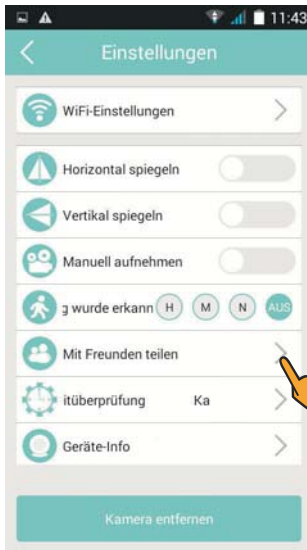 11:43
Einstellungen
WiFi-Einstellungen
Horizontal spiegeln
Vertikal spiegeln
Manuell aufnehmen
g wurde erkann H M N AUS
Mit Freunden teilen
itüberprüfung Ka
Geräte-Info
Kamera entfernen